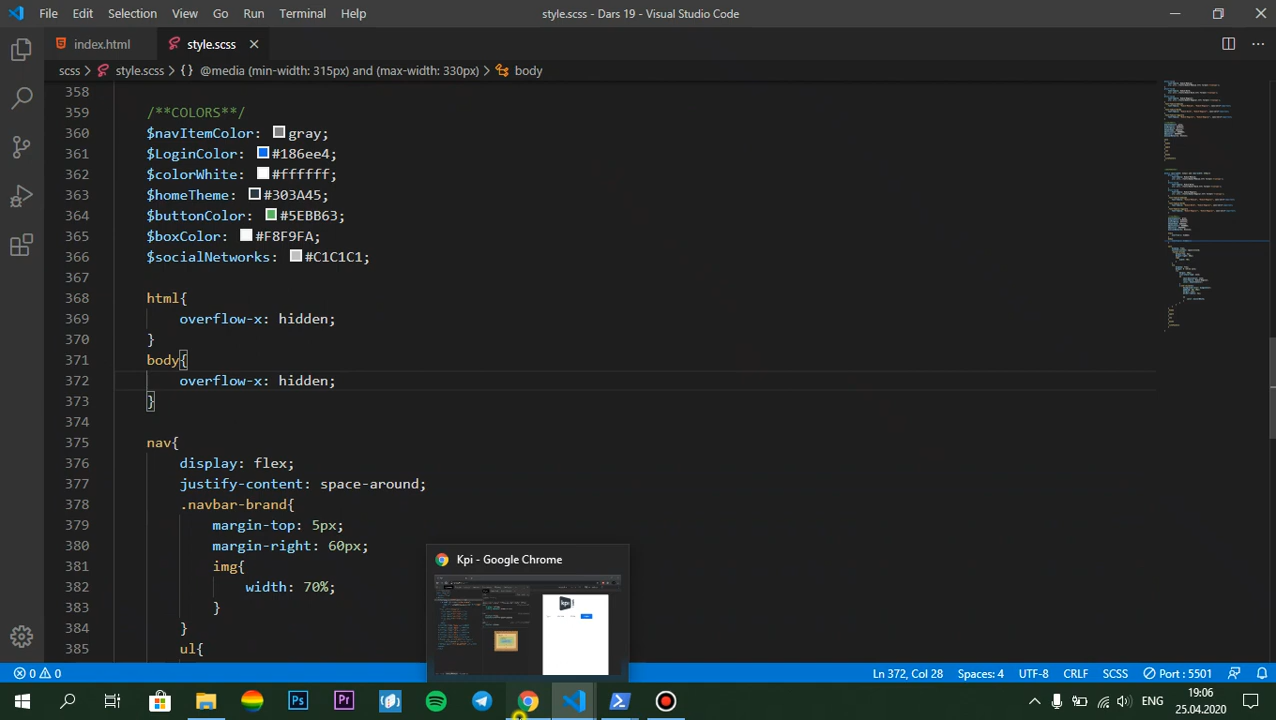 File Edit Selection View Go Run Terminal Help style.scss - Dars 19 - Visual Studio Code
index.html style.scss
scss > style.scss > {} @media (min-width: 315px) and (max-width: 330px) > body
358
359 /**COLORS**/
360 $navItemColor: gray;
361 $LoginColor: #186ee4;
362 $colorWhite: #ffffff;
363 $homeTheme: #303A45;
364 $buttonColor: #5EBB63;
365 $boxColor: #F8F9FA;
366 $socialNetworks: #C1C1C1;
367
368 html{
369 overflow-x: hidden;
370 }
371 body{
372 overflow-x: hidden;
373 }
374
375 nav{
376 display: flex;
377 justify-content: space-around;
378 .navbar-brand{
379 margin-top: 5px;
380 margin-right: 60px;
381 img{
382 width: 70%;
383 }
384
385 ul{
Kpi - Google Chrome
kpi
0 0 Ln 372, Col 28 Spaces: 4 UTF-8 CRLF SCSS Port : 5501
Ps Pr ENG 19:06
25.04.2020